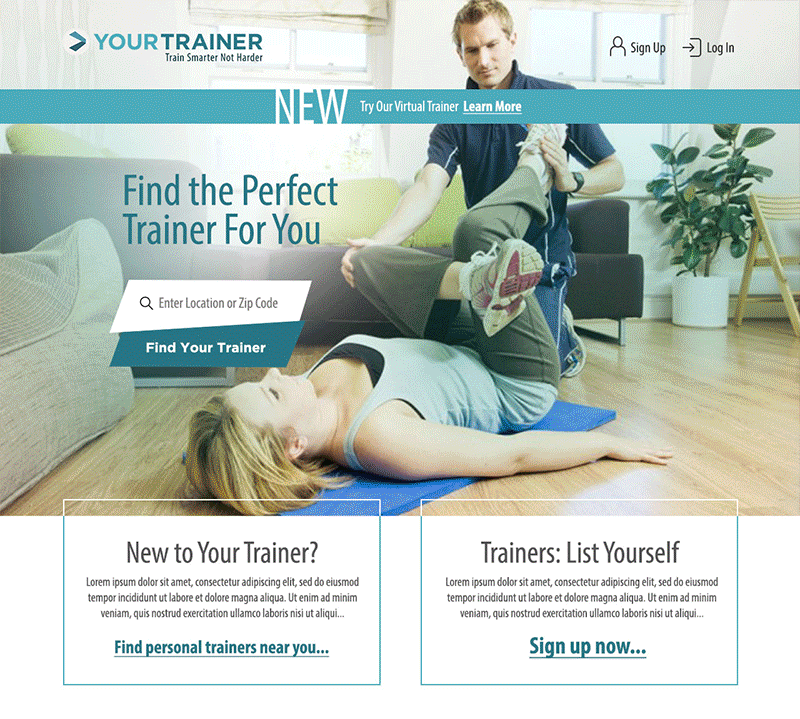 YOURTRAINER
Train Smarter Not Harder
Sign Up
Log In
NEW Try Our Virtual Trainer Learn More
Find the Perfect
Trainer For You
Enter Location or Zip Code
Find Your Trainer
New to Your Trainer?
Lorem ipsum dolor sit amet, consectetur adipiscing elit, sed do eiusmod
tempor incididunt ut labore et dolore magna aliqua. Ut enim ad minim
veniam, quis nostrud exercitation ullamco laboris nisi ut aliqui...
Find personal trainers near you...
Trainers: List Yourself
Lorem ipsum dolor sit amet, consectetur adipiscing elit, sed do eiusmod
tempor incididunt ut labore et dolore magna aliqua. Ut enim ad minim
veniam, quis nostrud exercitation ullamco laboris nisi ut aliqui...
Sign up now...